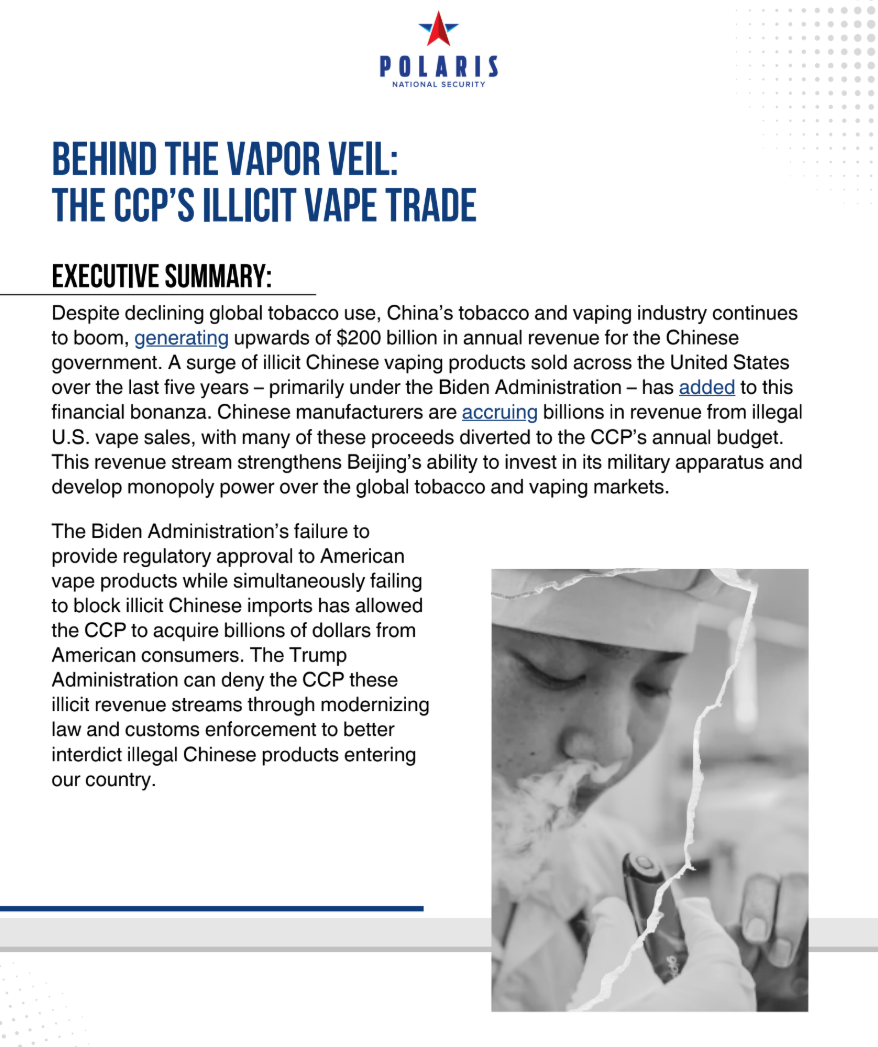 POLARIS
NATIONAL SECURITY
BEHIND THE VAPOR VEIL:
THE CCP'S ILLICIT VAPE TRADE
EXECUTIVE SUMMARY:
Despite declining global tobacco use, China's tobacco and vaping industry continues
to boom, generating upwards of $200 billion in annual revenue for the Chinese
government. A surge of illicit Chinese vaping products sold across the United States
over the last five years – primarily under the Biden Administration – has added to this
financial bonanza. Chinese manufacturers are accruing billions in revenue from illegal
U.S. vape sales, with many of these proceeds diverted to the CCP's annual budget.
This revenue stream strengthens Beijing's ability to invest in its military apparatus and
develop monopoly power over the global tobacco and vaping markets.
The Biden Administration's failure to
provide regulatory approval to American
vape products while simultaneously failing
to block illicit Chinese imports has allowed
the CCP to acquire billions of dollars from
American consumers. The Trump
Administration can deny the CCP these
illicit revenue streams through modernizing
law and customs enforcement to better
interdict illegal Chinese products entering
our country.